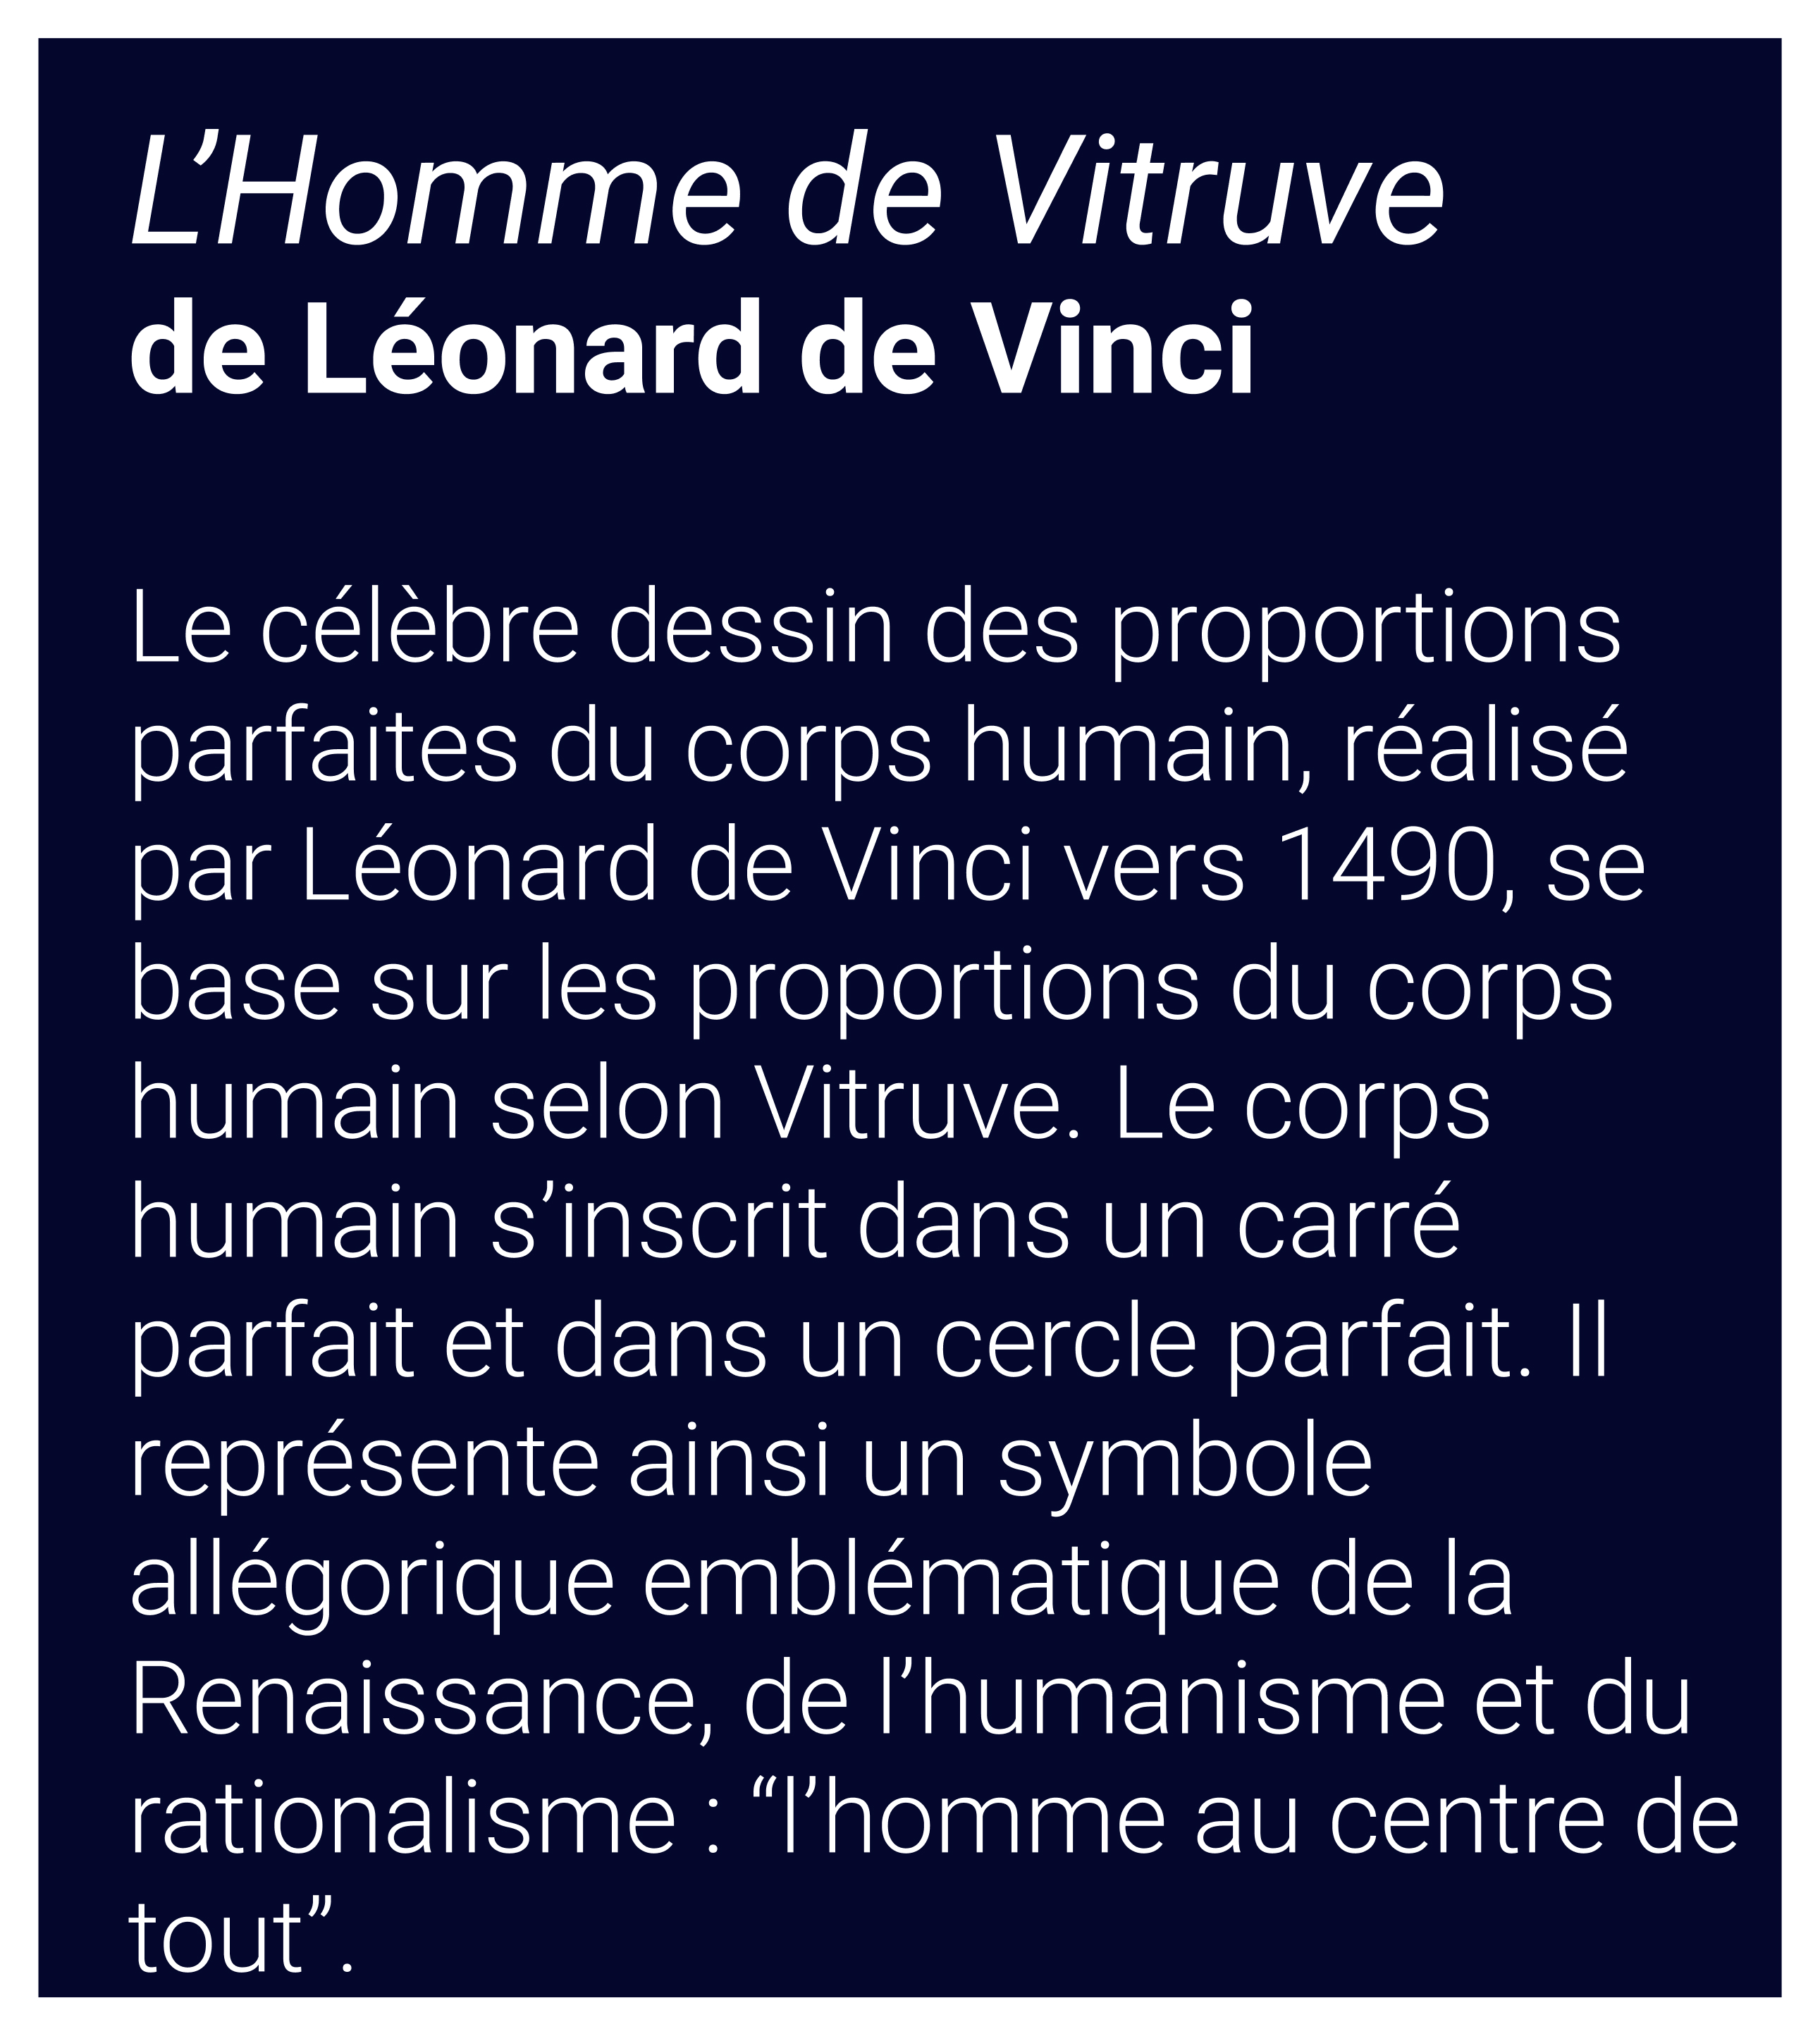 L’Homme de Vitruve
de Léonard de Vinci
Le célèbre dessin des proportions
parfaites du corps humain, réalisé
par Léonard de Vinci vers 1490, se
base sur les proportions du corps
humain selon Vitruve. Le corps
humain s’inscrit dans un carré
parfait et dans un cercle parfait. Il
représente ainsi un symbole
allégorique emblématique de la
Renaissance, de l’humanisme et du
rationalisme : “l’homme au centre de
tout”.